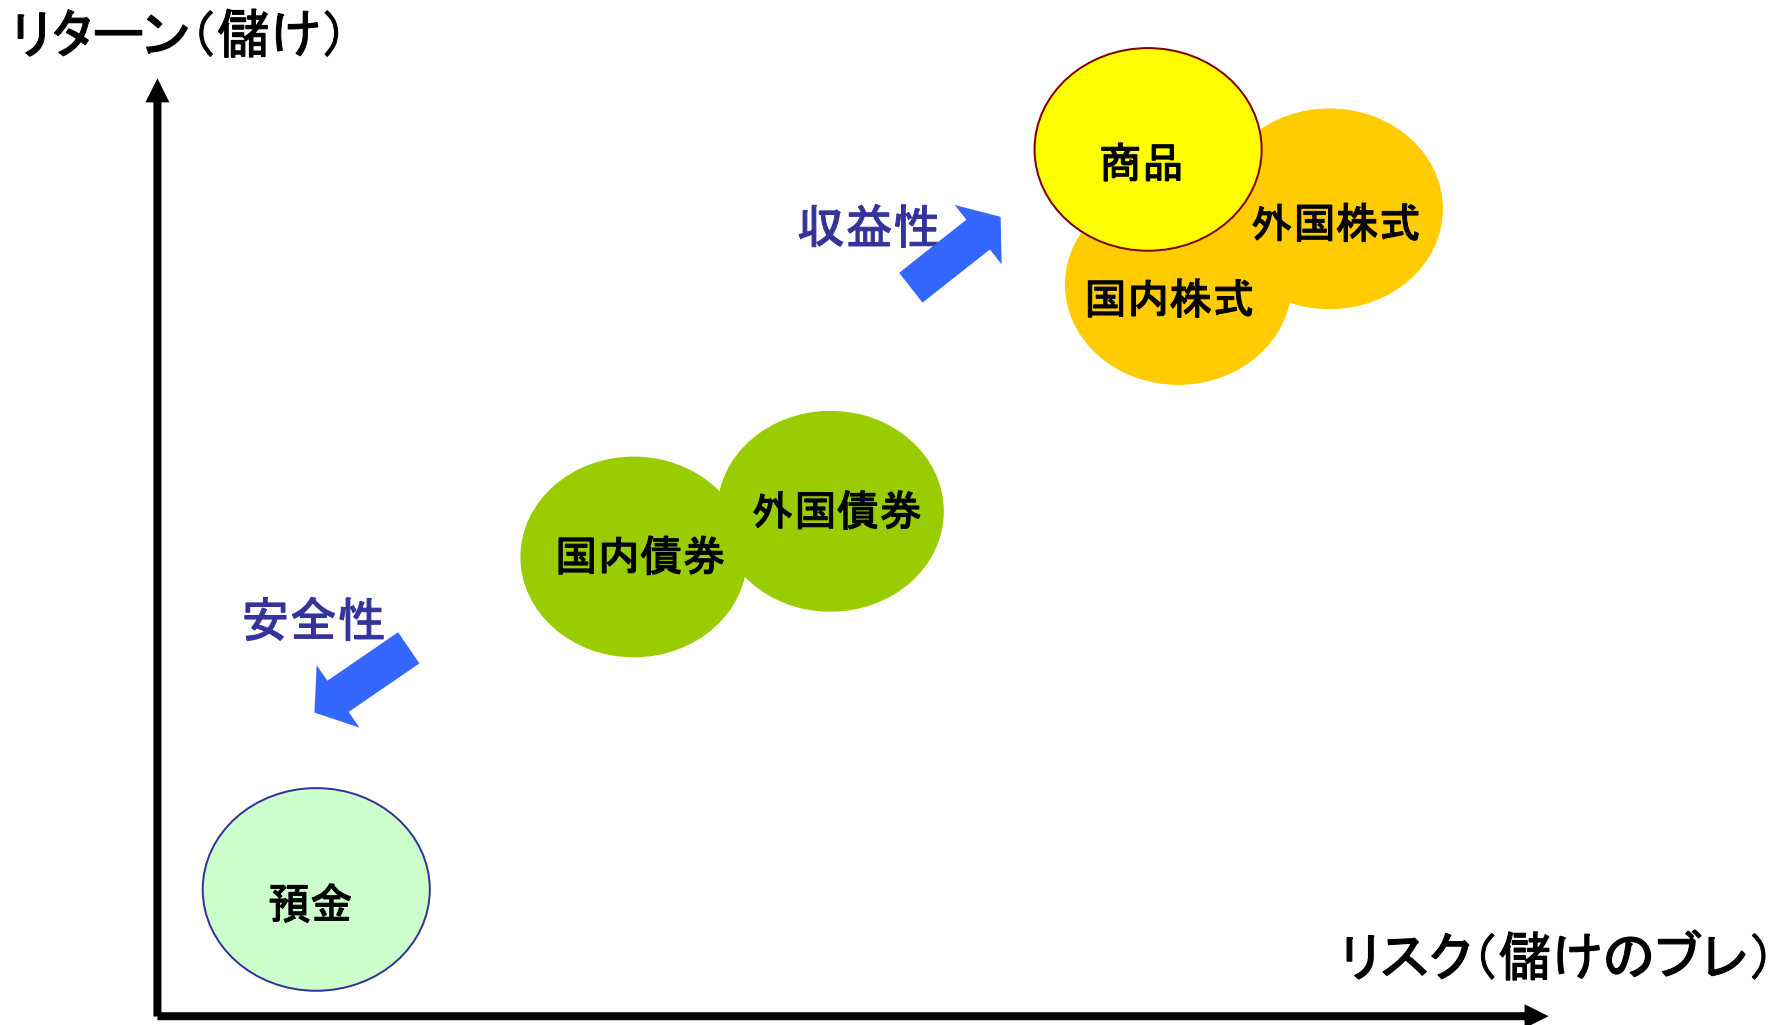 リターン（儲け）
商品
収益性
外国株式
国内株式
外国債券
国内債券
安全性
預金
リスク（儲けのブレ）